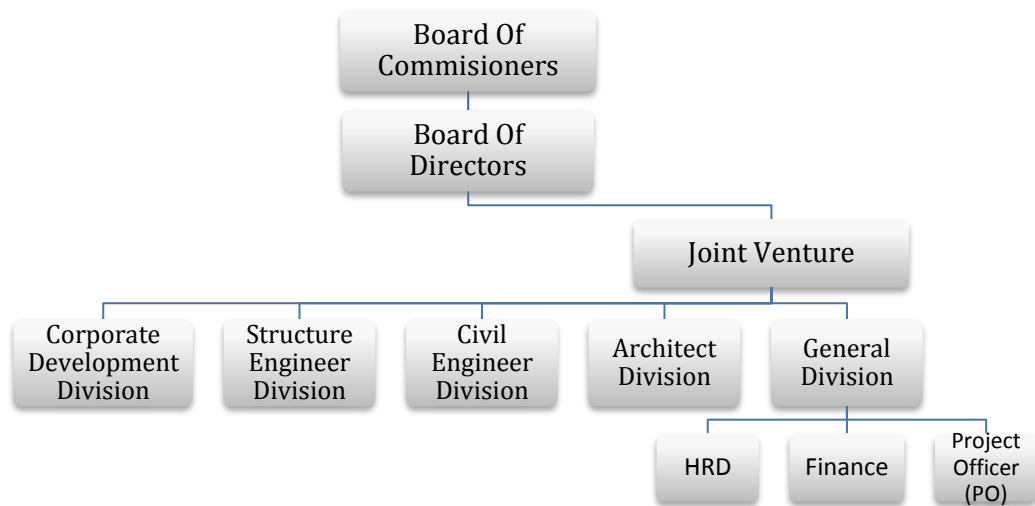 Board Of
Commisioners
Board Of
Directors
Joint Venture
Corporate
Development
Division
Structure
Engineer
Division
Civil
Engineer
Division
Architect
Division
General
Division
HRD
Finance
Project
Officer
(PO)